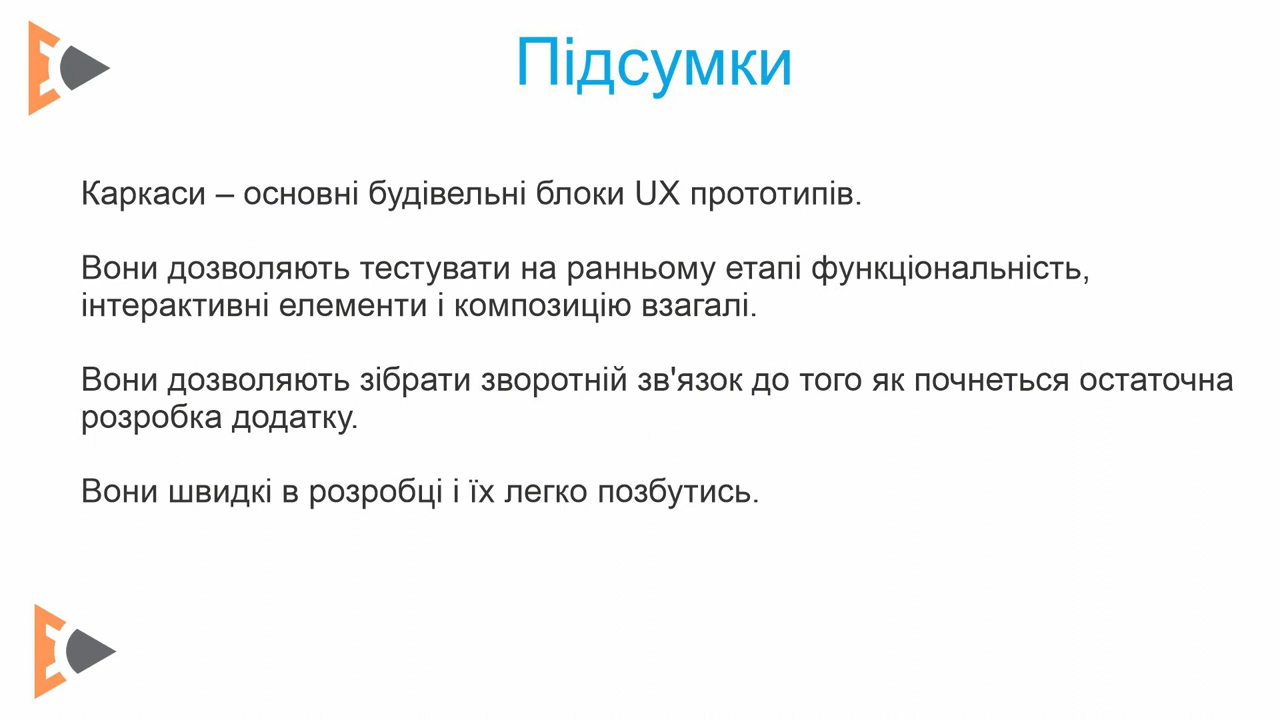 Підсумки
Каркаси – основні будівельні блоки UX прототипів.
Вони дозволяють тестувати на ранньому етапі функціональність,
інтерактивні елементи і композицію взагалі.
Вони дозволяють зібрати зворотній зв'язок до того як почнеться остаточна
розробка додатку.
Вони швидкі в розробці і їх легко позбутись.